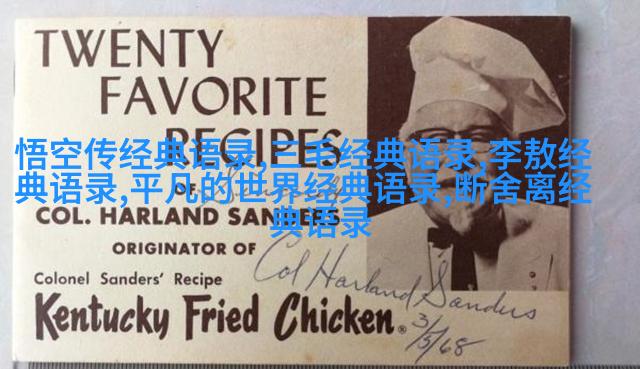 TWENTY
FAVORITE
RECIPES
悟空传经典语录,三毛经典语录,李敖经
典语录,平凡的世界经典语录,断舍离经
典语录
OF
COL. HARLAND SANDERS
ORIGINATOR OF
Colonel Sanders' Recipe
Kentucky Fried Chicken®
Col Harland Sanders
3/5/68